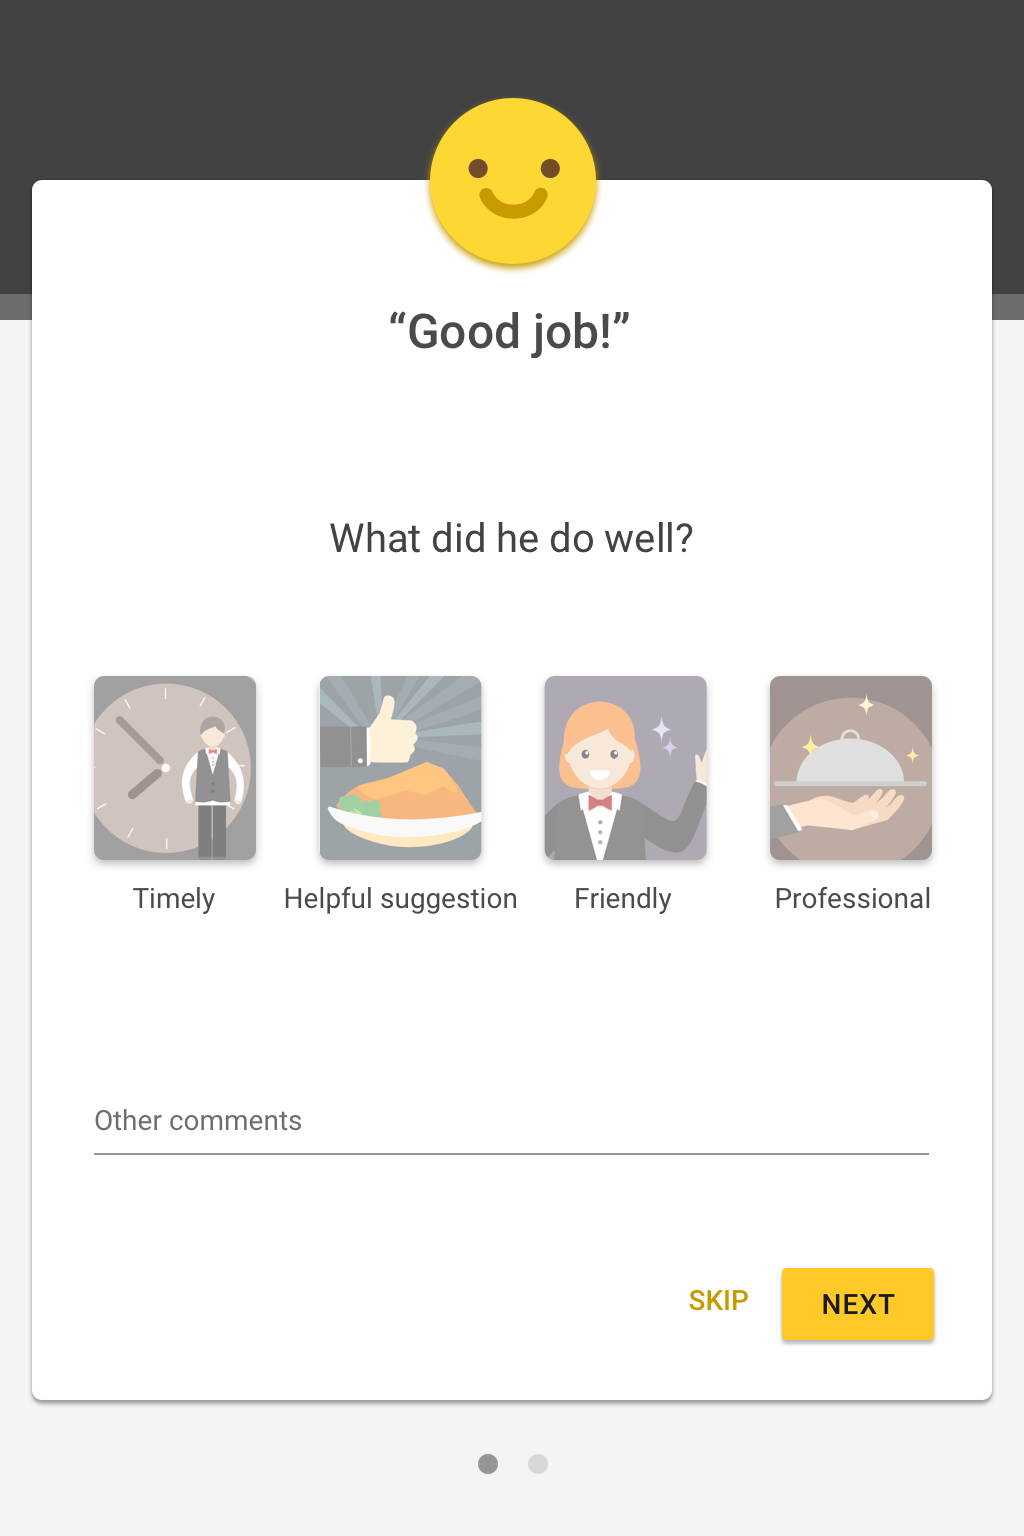 “Good job!”
What did he do well?
Timely
Helpful suggestion
Friendly
Professional
Other comments
SKIP
NEXT